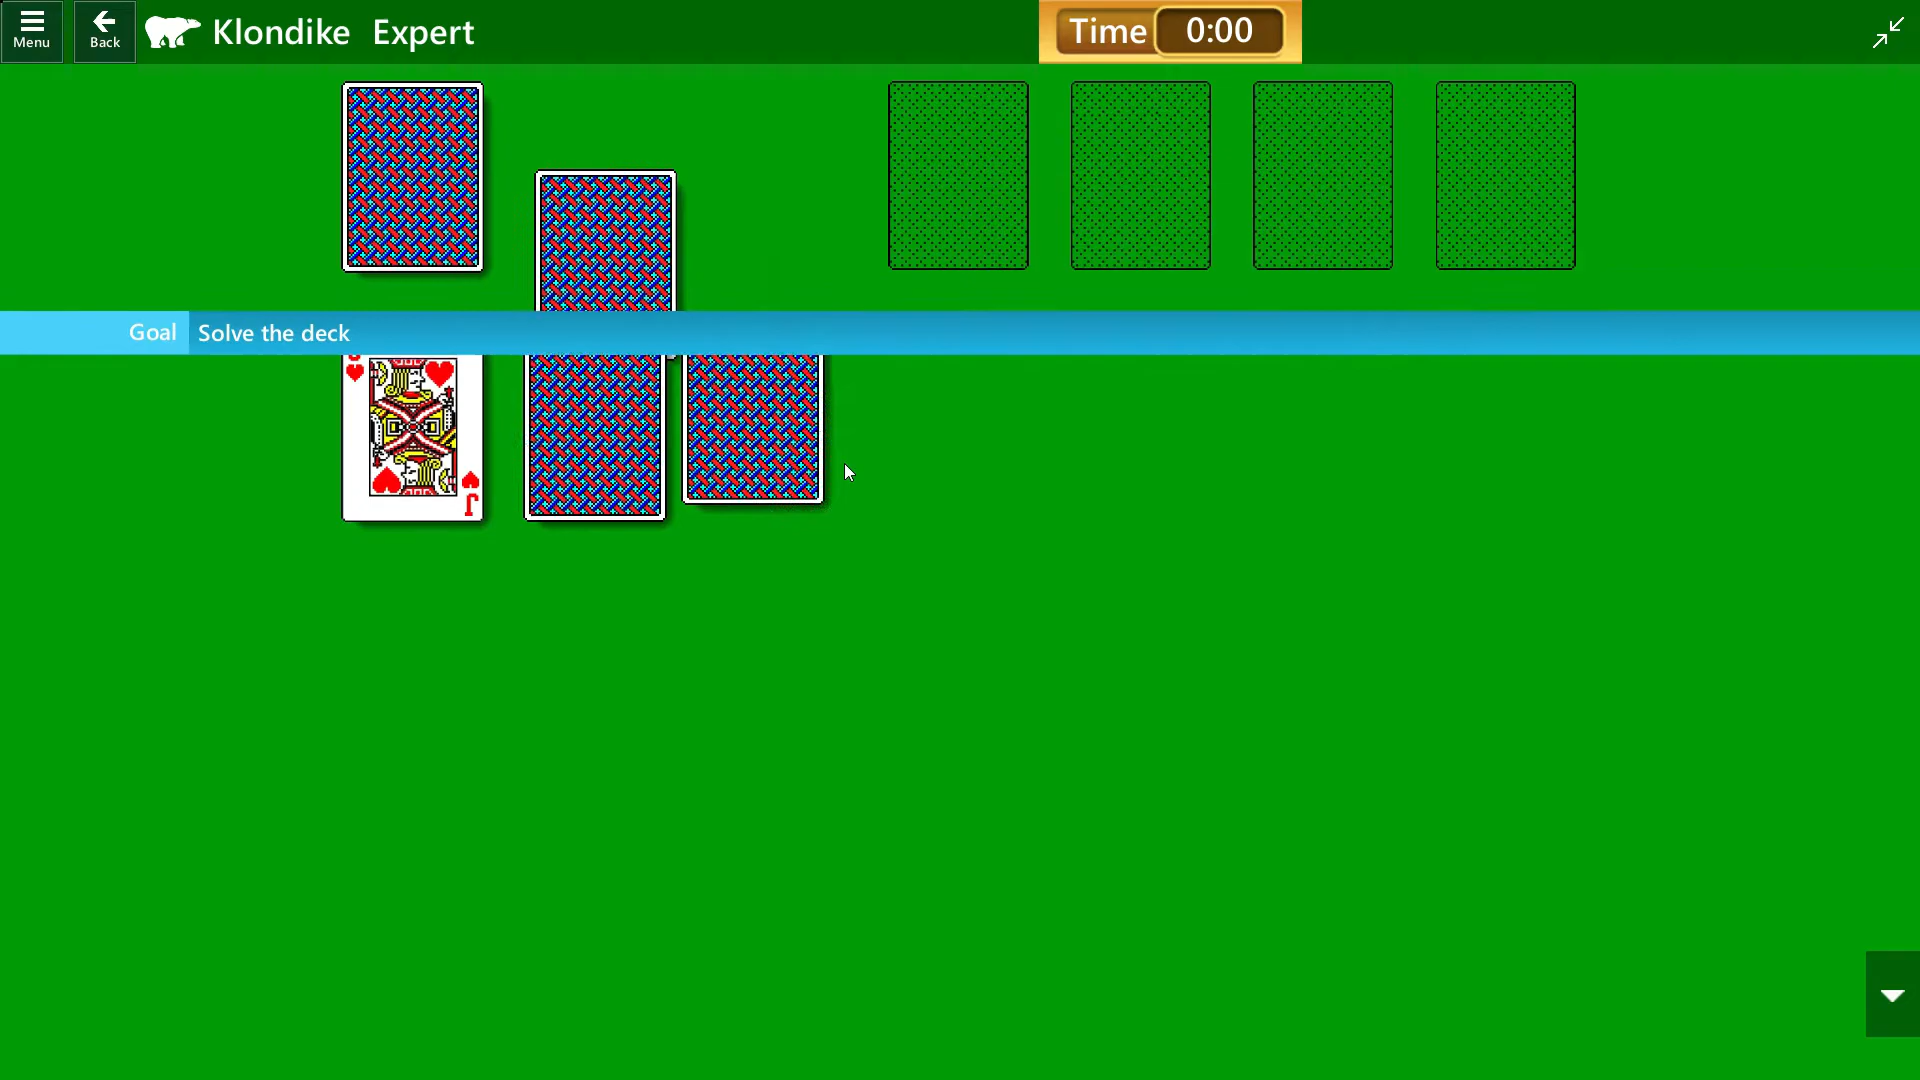 Menu
Back
Klondike Expert
Time 0:00
Goal Solve the deck
J